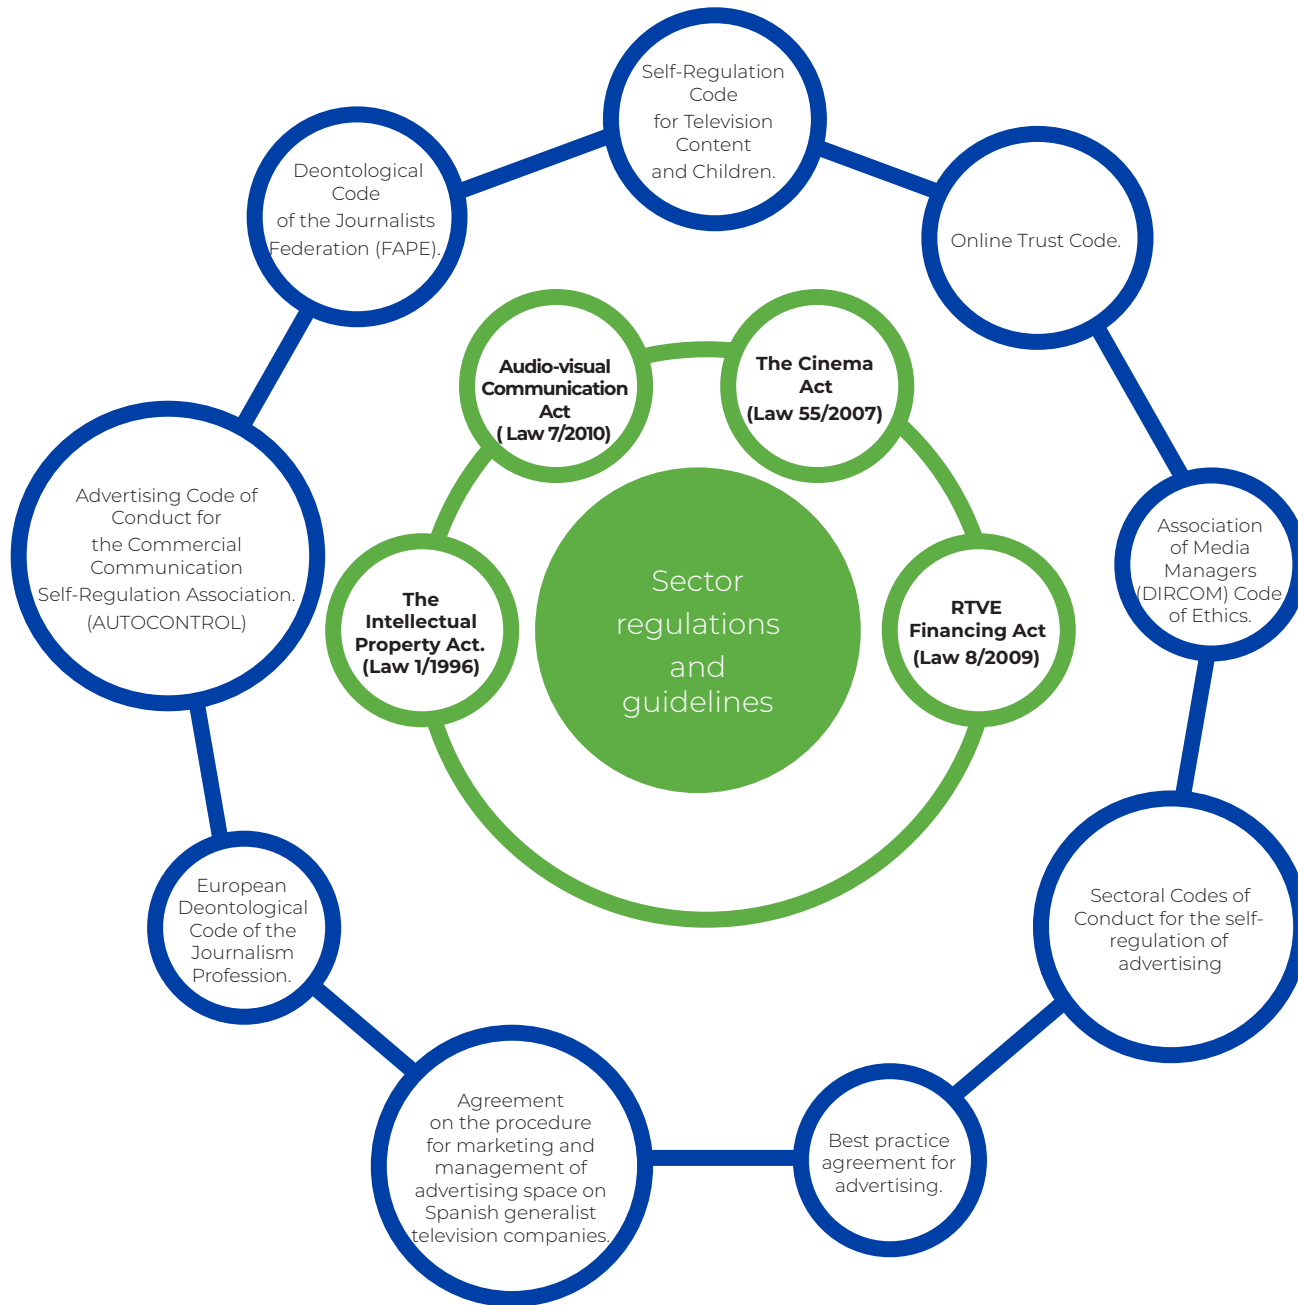 Self-Regulation
Code
for Television
Content
and Children.
Deontological
Code
of the Journalists
Federation (FAPE).
Online Trust Code.
Audio-visual
Communication
Act
( Law 7/2010)
The Cinema
Act
(Law 55/2007)
Advertising Code of
Conduct for
the Commercial
Communication
Self-Regulation Association.
(AUTOCONTROL)
The
Intellectual
Property Act.
(Law 1/1996)
Sector
regulations
and
guidelines
RTVE
Financing Act
(Law 8/2009)
Association
of Media
Managers
(DIRCOM) Code
of Ethics.
European
Deontological
Code of the
Journalism
Profession.
Sectoral Codes of
Conduct for the self-
regulation of
advertising
Agreement
on the procedure
for marketing and
management of
advertising space on
Spanish generalist
television companies.
Best practice
agreement for
advertising.